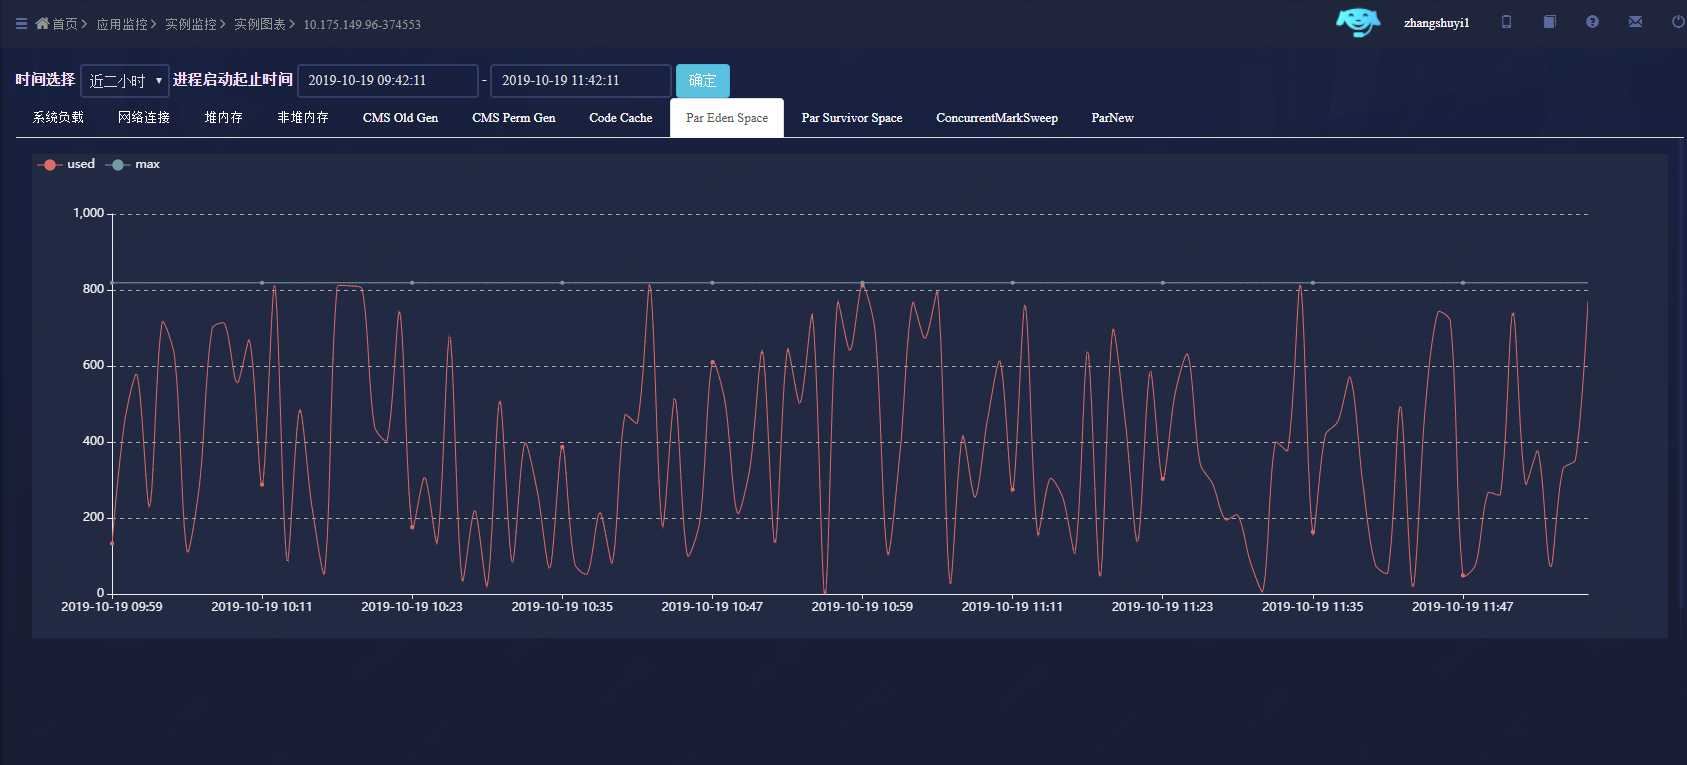 首页 应用监控 实例监控 实例图表 10.175.149.96-374553 zhangshuyi1
时间选择 近二小时 进程启动起止时间 2019-10-19 09:42:11 - 2019-10-19 11:42:11 确定
系统负载 网络连接 堆内存 非堆内存 CMS Old Gen CMS Perm Gen Code Cache Par Eden Space Par Survivor Space ConcurrentMarkSweep ParNew
used max
1,000
800
600
400
200
0
2019-10-19 09:59 2019-10-19 10:11 2019-10-19 10:23 2019-10-19 10:35 2019-10-19 10:47 2019-10-19 10:59 2019-10-19 11:11 2019-10-19 11:23 2019-10-19 11:35 2019-10-19 11:47